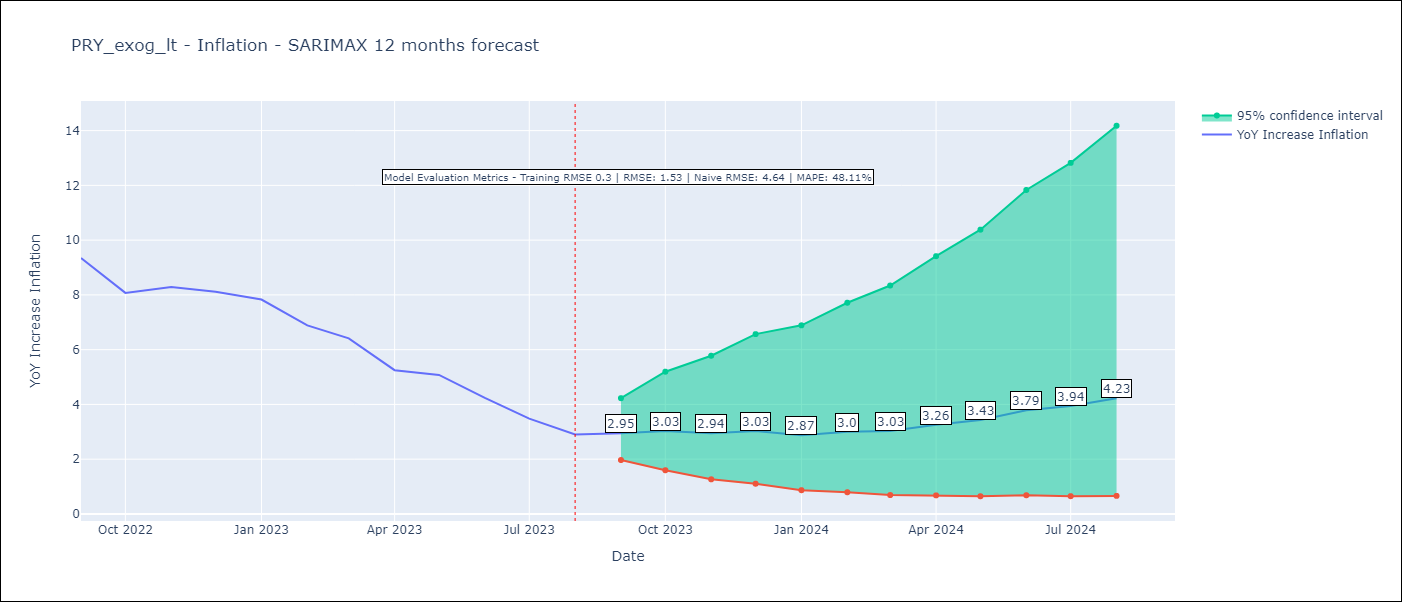 PRY_exog_lt - Inflation - SARIMAX 12 months forecast
95% confidence interval
YoY Increase Inflation
Model Evaluation Metrics - Training RMSE 0.3 | RMSE: 1.53 | Naive RMSE: 4.64 | MAPE: 48.11%
YoY Increase Inflation
14
12
10
8
6
4
2
0
2.95
3.03
2.94
3.03
2.87
3.0
3.03
3.26
3.43
3.79
3.94
4.23
Oct 2022
Jan 2023
Apr 2023
Jul 2023
Oct 2023
Jan 2024
Apr 2024
Jul 2024
Date